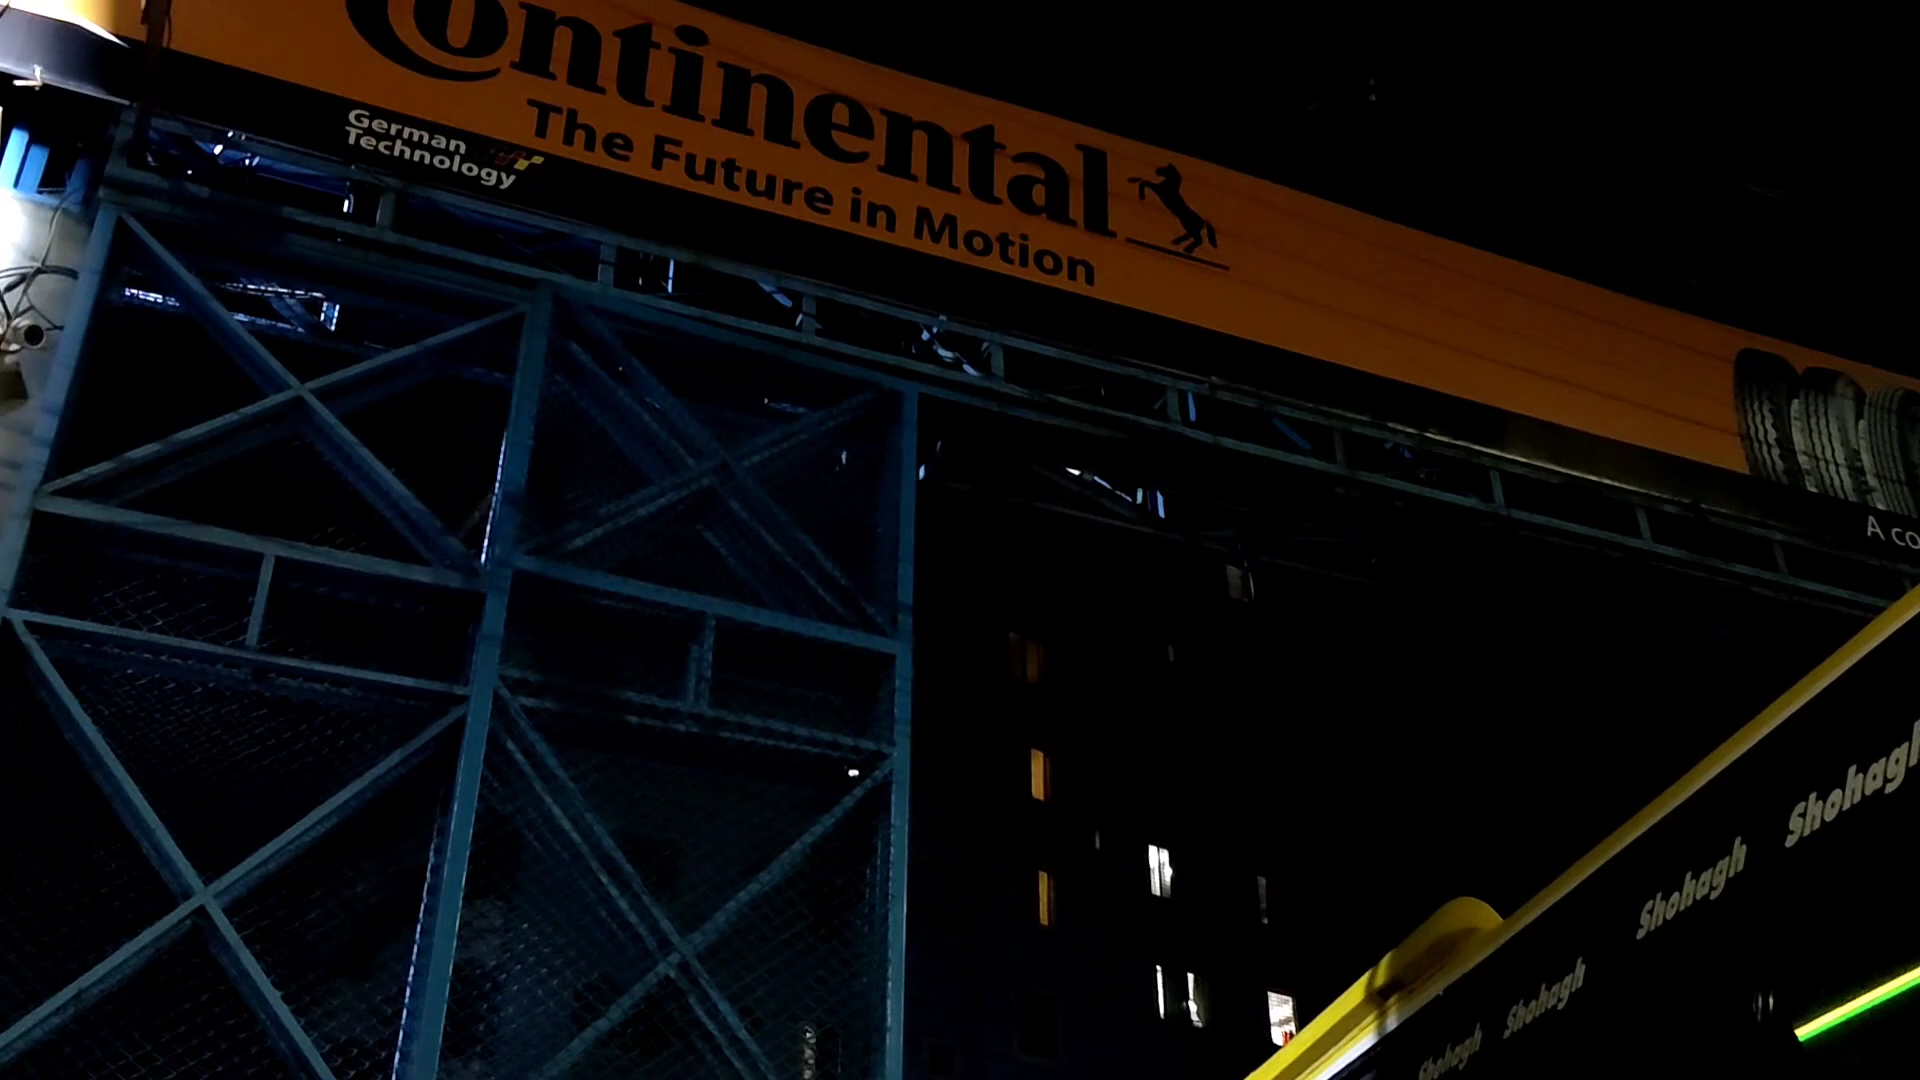 Continental
The Future in Motion
German
Technology
A co
Shohagh
Shohagh
Shohagh
Shohagh